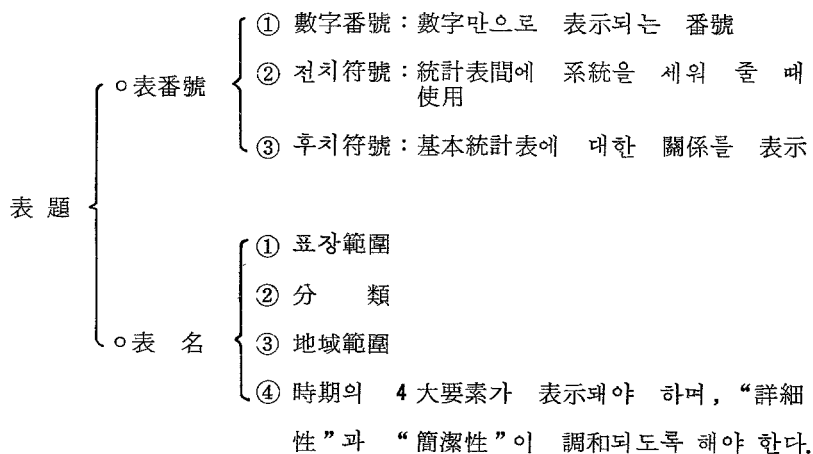 ① 數字番號 : 數字만으로 表示되는 番號
○表番號
② 전치符號 : 統計表間에 系統을 세워 줄 때
使用
③ 후치符號 : 基本統計表에 대한 關係를 表示
表 題
① 표장範圍
② 分 類
○表 名
③ 地域範圍
④ 時期의 4大要素가 表示돼야 하며, “詳細
性”과 “簡潔性”이 調和되도록 해야 한다.